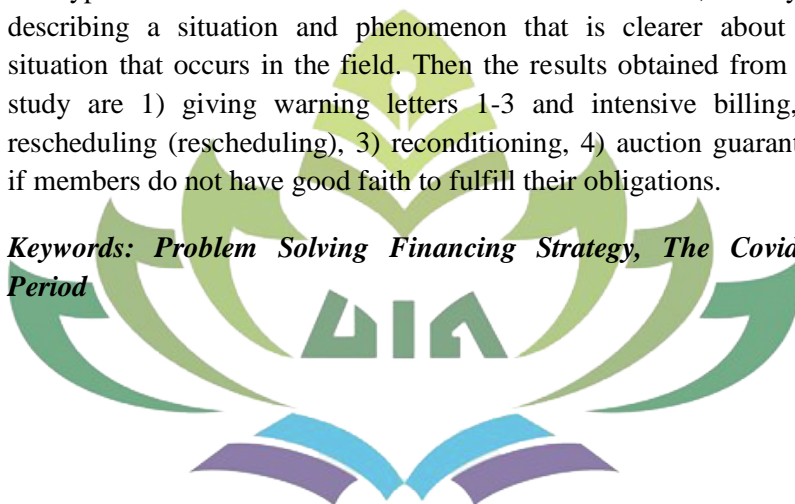 describing a situation and phenomenon that is clearer about
situation that occurs in the field. Then the results obtained from
study are 1) giving warning letters 1-3 and intensive billing,
rescheduling (rescheduling), 3) reconditioning, 4) auction guarant
if members do not have good faith to fulfill their obligations.
Keywords: Problem Solving Financing Strategy, The Covid
Period
UIN